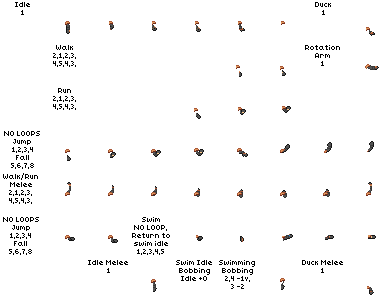 Idle
1
Duck
1
Walk
2,1,2,3,
4,5,4,3,
Rotation
Arm
1
Run
2,1,2,3,
4,5,4,3,
NO LOOPS
Jump
1,2,3,4
Fall
5,6,7,8
Walk/Run
Melee
2,1,2,3,
4,5,4,3,
NO LOOPS
Jump
1,2,3,4
Fall
5,6,7,8
Swim
NO LOOP,
Return to
swim idle
1,2,3,4,5
Idle Melee
1
Swim Idle
Bobbing
Idle +0
Swimming
Bobbing
2,4 -1v,
3 -2
Duck Melee
1